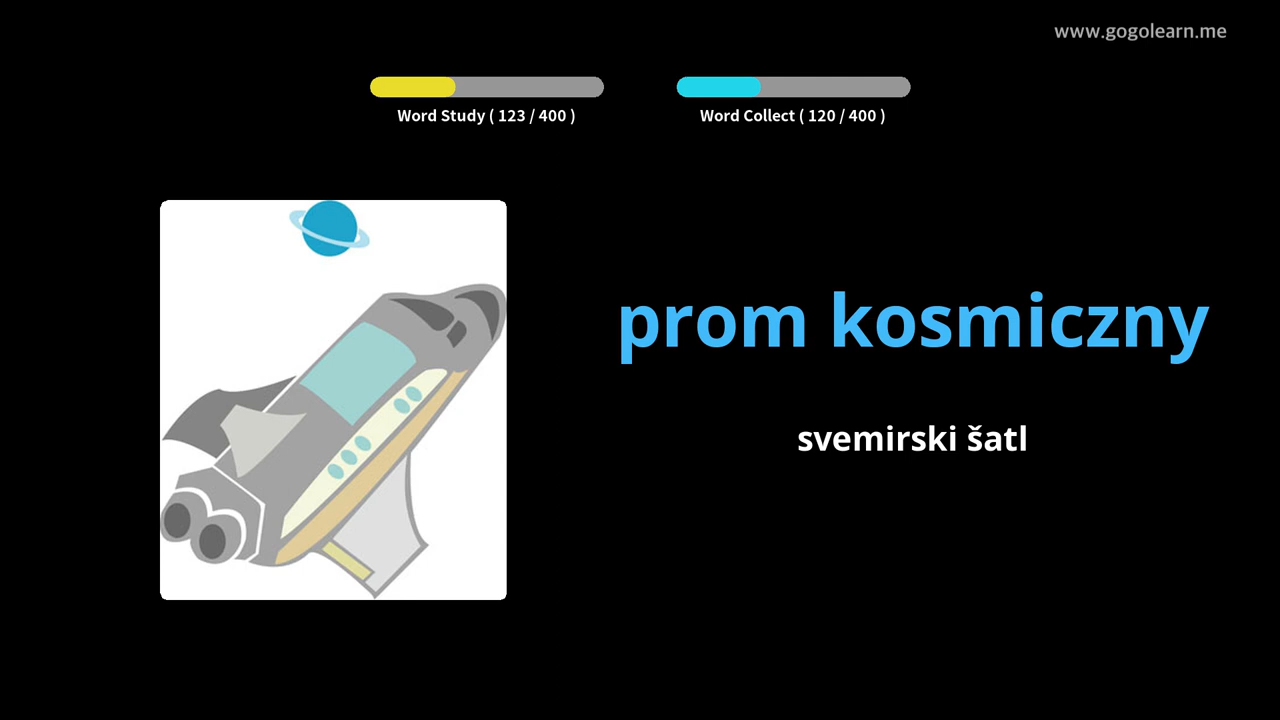 www.gogolearn.me
Word Study ( 123 / 400 )
Word Collect ( 120 / 400 )
prom kosmiczny
svemirski šatl